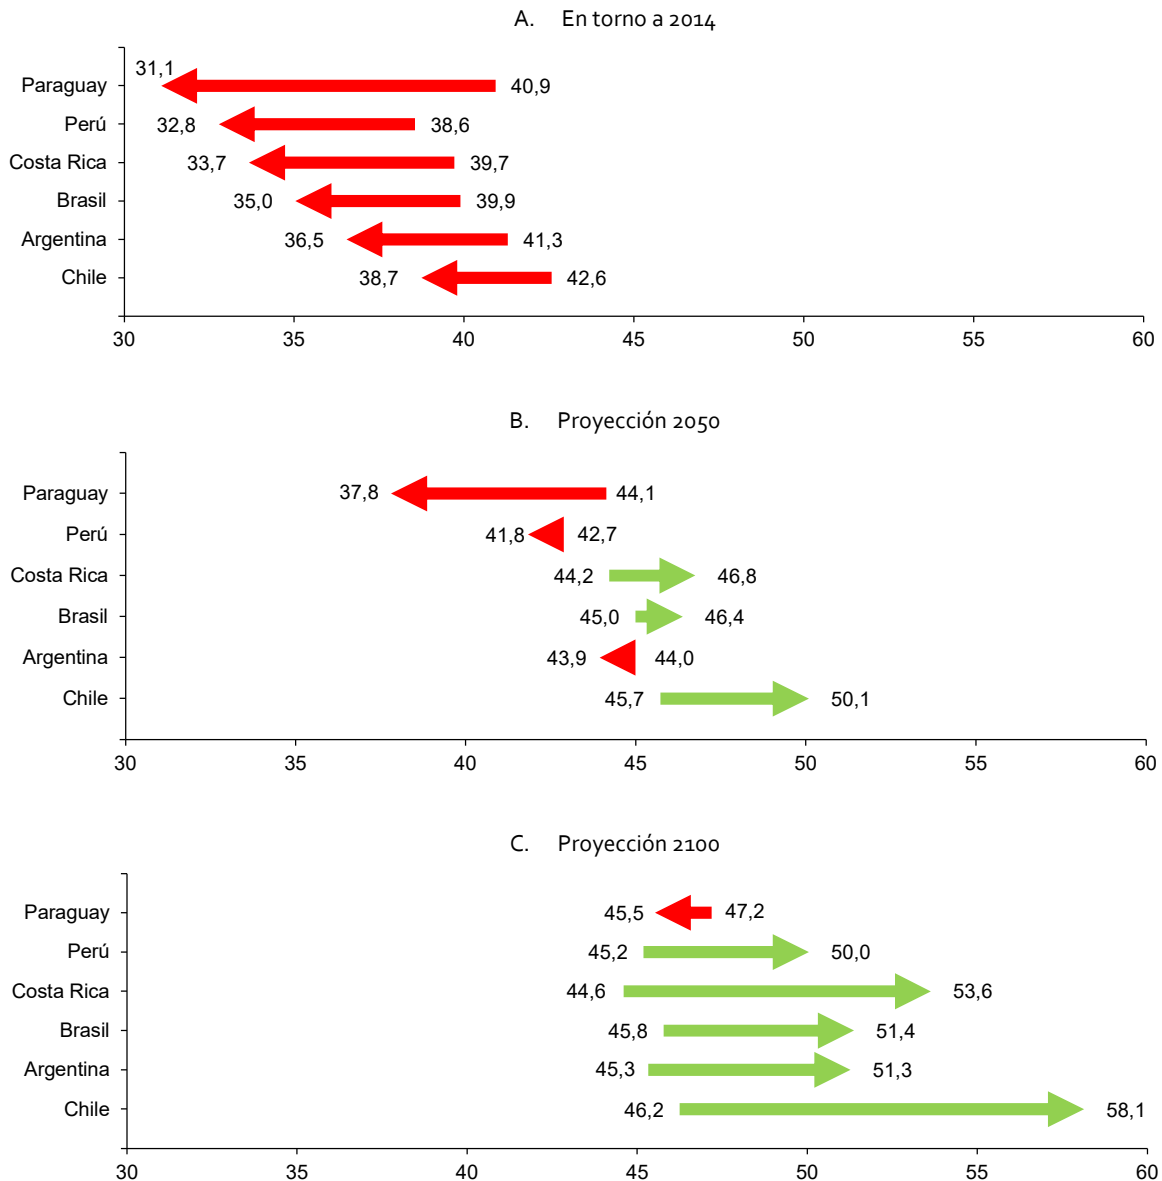 A. En torno a 2014
Paraguay 31,1 40,9
Perú 32,8 38,6
Costa Rica 33,7 39,7
Brasil 35,0 39,9
Argentina 36,5 41,3
Chile 38,7 42,6
30 35 40 45 50 55 60
B. Proyección 2050
Paraguay 37,8 44,1
Perú 41,8 42,7
Costa Rica 44,2 46,8
Brasil 45,0 46,4
Argentina 43,9 44,0
Chile 45,7 50,1
30 35 40 45 50 55 60
C. Proyección 2100
Paraguay 45,5 47,2
Perú 45,2 50,0
Costa Rica 44,6 53,6
Brasil 45,8 51,4
Argentina 45,3 51,3
Chile 46,2 58,1
30 35 40 45 50 55 60